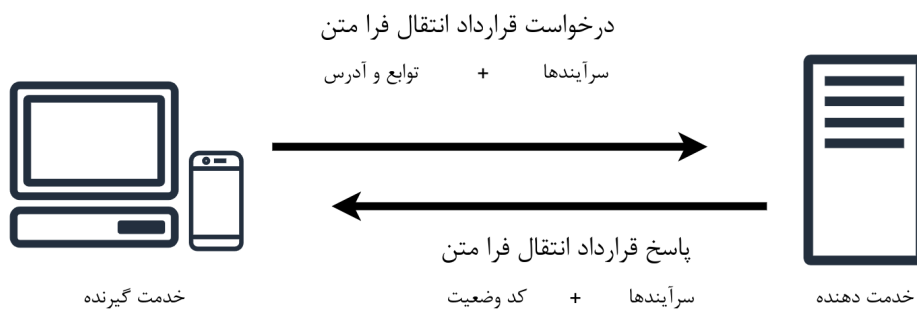 درخواست قرارداد انتقال فرا متن
سرآیندها + توابع و آدرس
پاسخ قرارداد انتقال فرا متن
سرآیندها + کد وضعیت
خدمت دهنده
خدمت گیرنده